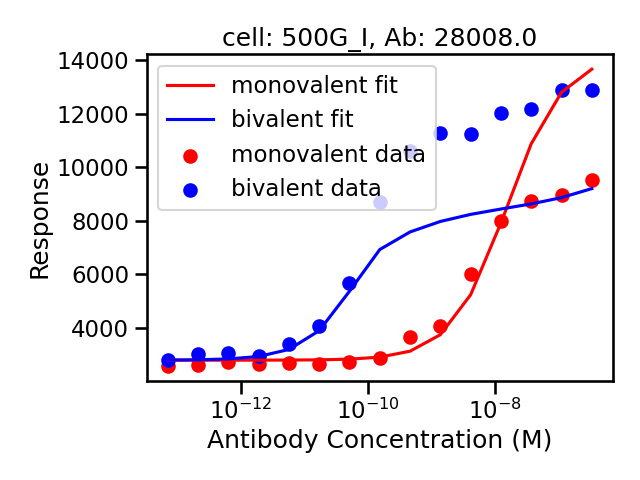 cell: 500G_I, Ab: 28008.0
14000
12000
10000
8000
6000
4000
Response
monovalent fit
bivalent fit
monovalent data
bivalent data
10⁻¹²
10⁻¹⁰
10⁻⁸
Antibody Concentration (M)